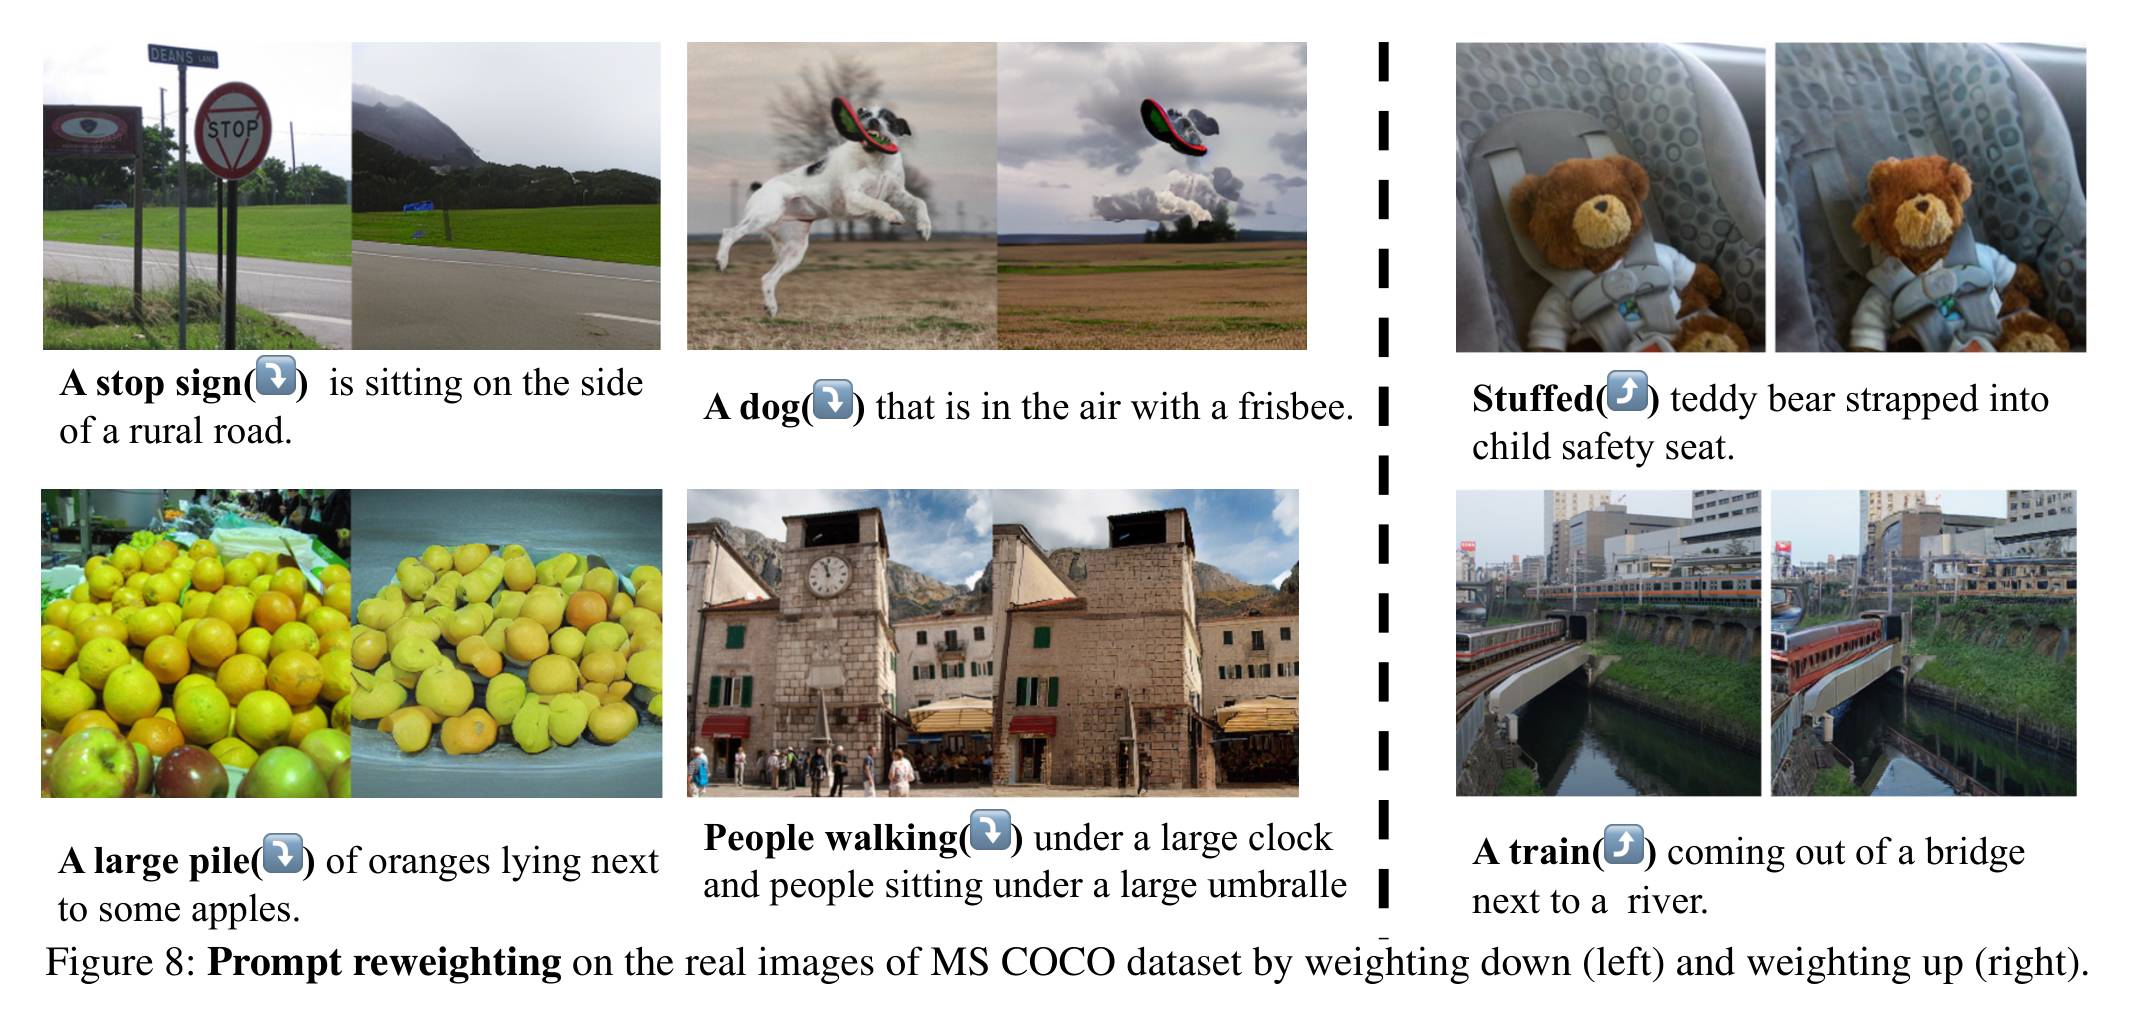 DEANS LANE
STOP
A stop sign(⤵️) is sitting on the side
of a rural road.
A dog(⤵️) that is in the air with a frisbee.
Stuffed(⤴️) teddy bear strapped into
child safety seat.
A large pile(⤵️) of oranges lying next
to some apples.
People walking(⤵️) under a large clock
and people sitting under a large umbralle
A train(⤴️) coming out of a bridge
next to a river.
Figure 8: Prompt reweighting on the real images of MS COCO dataset by weighting down (left) and weighting up (right).